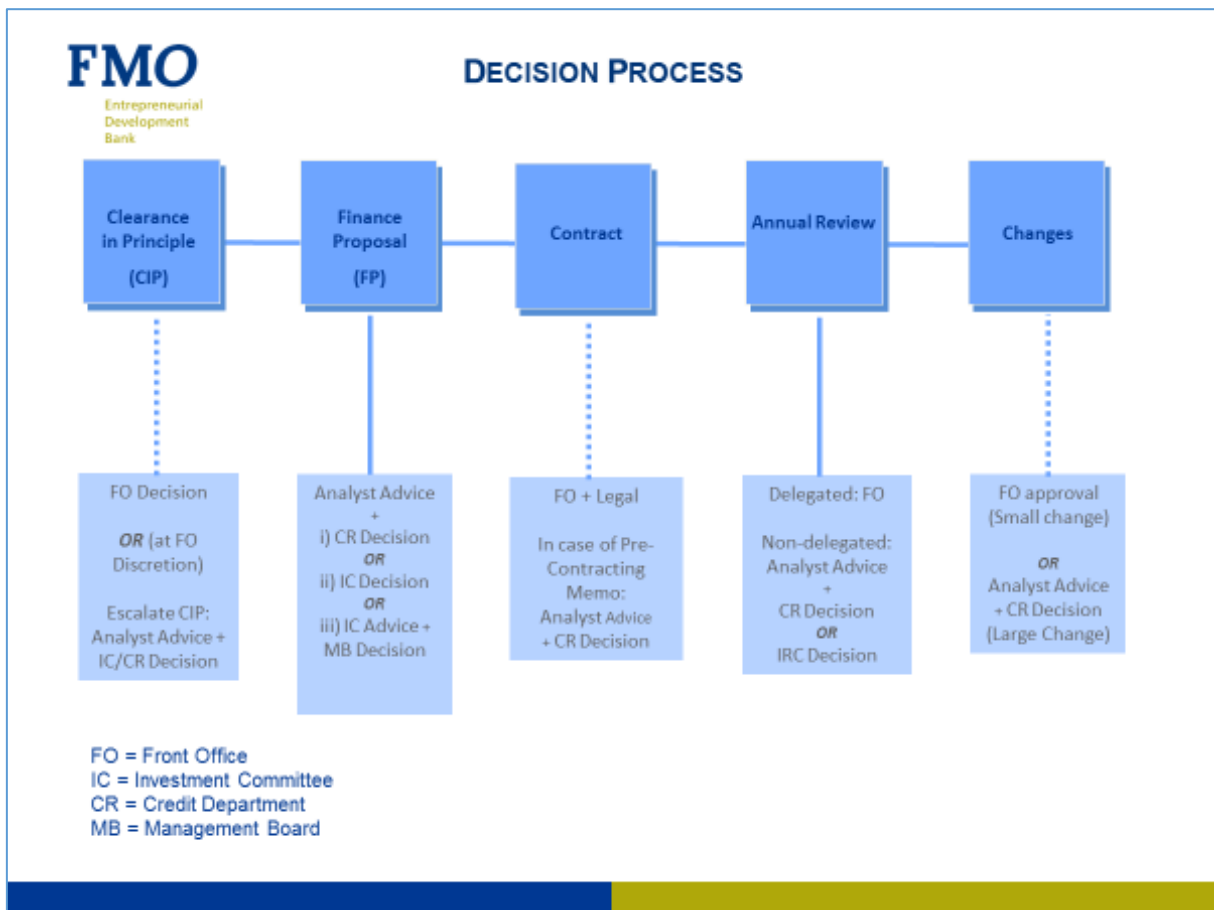 FMO
Entrepreneurial
Development
Bank
DECISION PROCESS
Clearance
in Principle
(CIP)
Finance
Proposal
(FP)
Contract
Annual Review
Changes
FO Decision
OR (at FO
Discretion)
Escalate CIP:
Analyst Advice +
IC/CR Decision
Analyst Advice
+
i) CR Decision
OR
ii) IC Decision
OR
iii) IC Advice +
MB Decision
FO + Legal
In case of Pre-
Contracting
Memo:
Analyst Advice
+ CR Decision
Delegated: FO
Non-delegated:
Analyst Advice
+
CR Decision
OR
IRC Decision
FO approval
(Small change)
OR
Analyst Advice
+ CR Decision
(Large Change)
FO = Front Office
IC = Investment Committee
CR = Credit Department
MB = Management Board